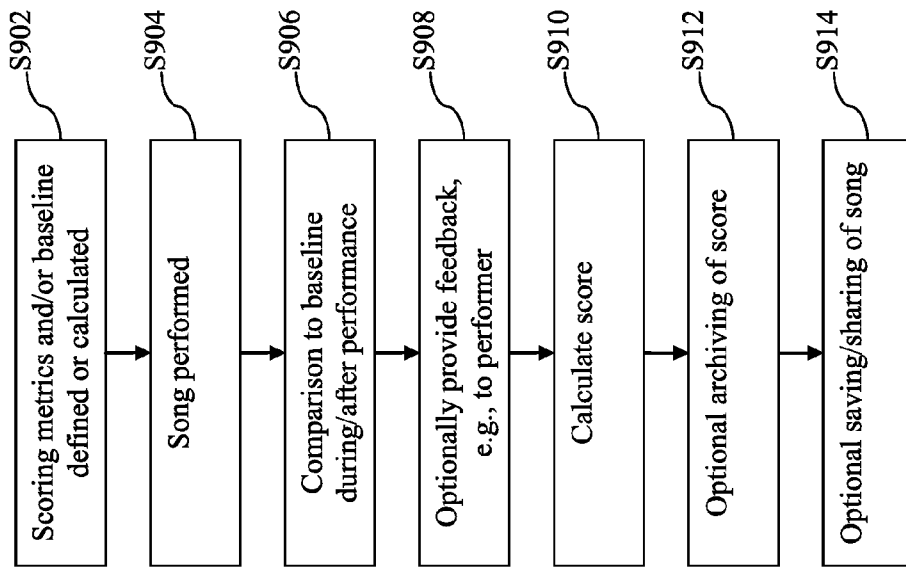 Scoring metrics and/or baseline
defined or calculated
S902
Song performed
S904
Comparison to baseline
during/after performance
S906
Optionally provide feedback,
e.g., to performer
S908
Calculate score
S910
Optional archiving of score
S912
Optional saving/sharing of song
S914